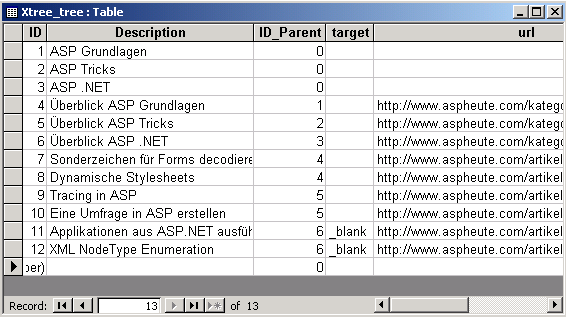 Xtree_tree : Table
ID Description ID_Parent target url
1 ASP Grundlagen 0
2 ASP Tricks 0
3 ASP .NET 0
4 Überblick ASP Grundlagen 1 http://www.aspheute.com/katego
5 Überblick ASP Tricks 2 http://www.aspheute.com/katego
6 Überblick ASP .NET 3 http://www.aspheute.com/katego
7 Sonderzeichen für Forms decodiere 4 http://www.aspheute.com/artikel
8 Dynamische Stylesheets 4 http://www.aspheute.com/artikel
9 Tracing in ASP 5 http://www.aspheute.com/artikel
10 Eine Umfrage in ASP erstellen 5 http://www.aspheute.com/artikel
11 Applikationen aus ASP.NET ausfüh 6 _blank http://www.aspheute.com/artikel
12 XML NodeType Enumeration 6 _blank http://www.aspheute.com/artikel
per) 0
Record: 13 of 13